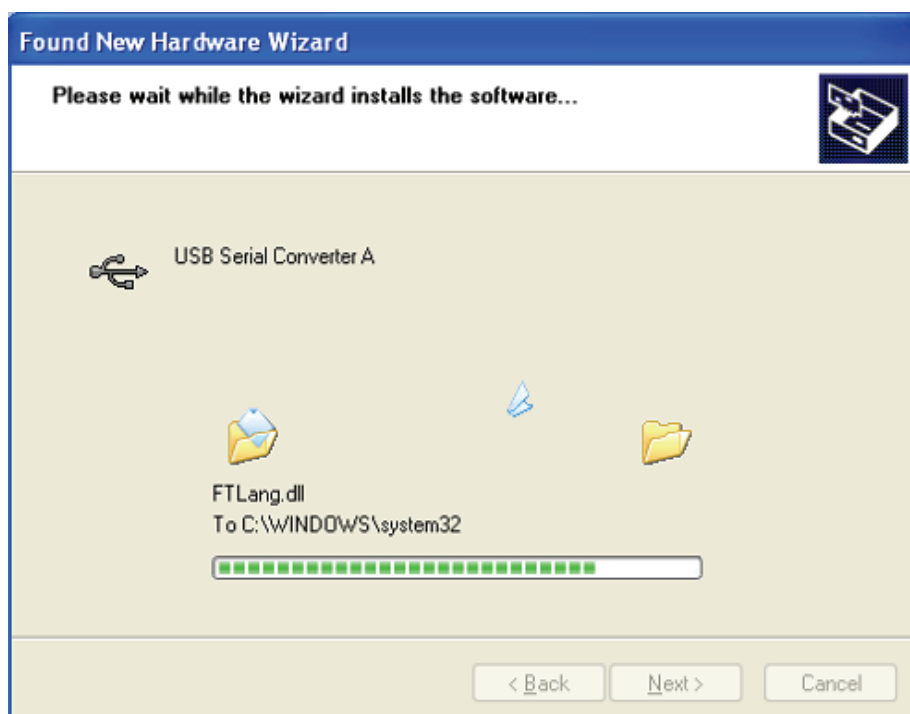 Found New Hardware Wizard
Please wait while the wizard installs the software...
USB Serial Converter A
FTLang.dll
To C:\WINDOWS\system32
< Back Next > Cancel